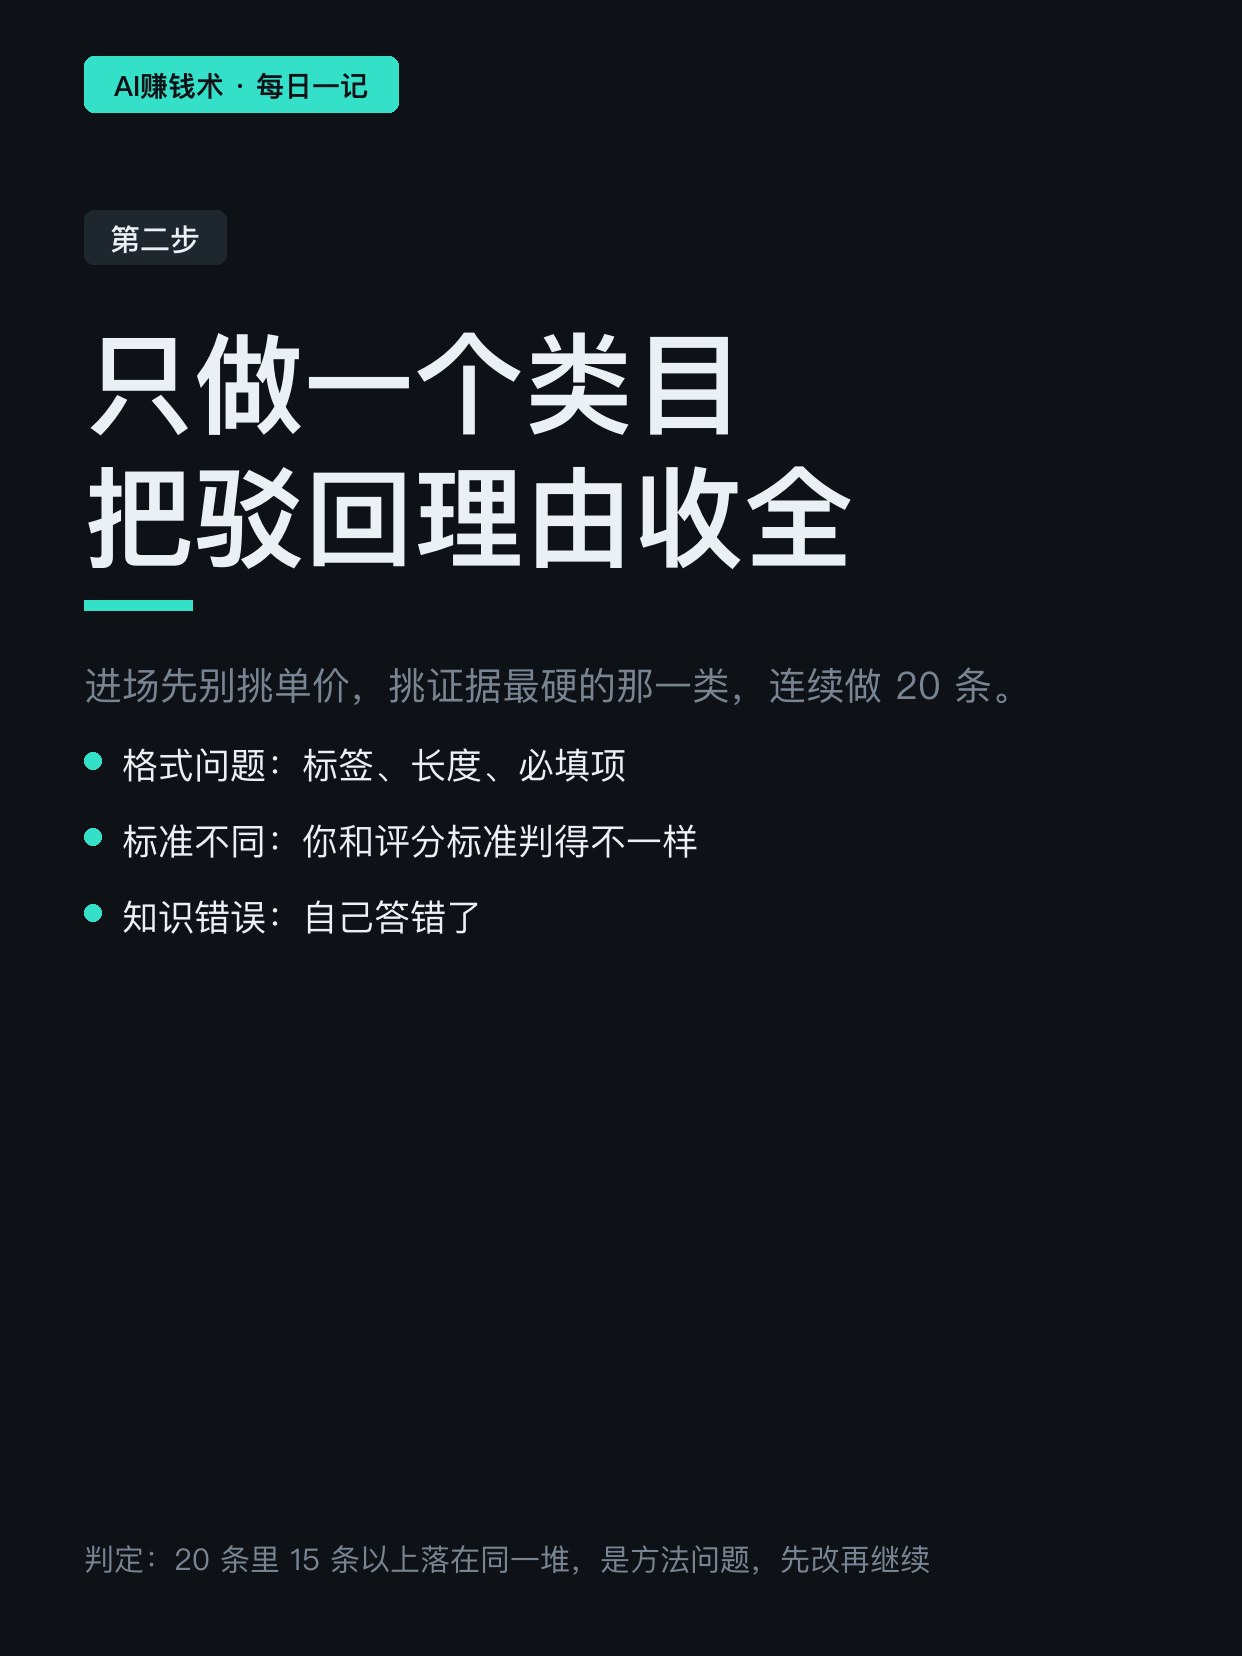 AI赚钱术 · 每日一记
第二步
只做一个类目
把驳回理由收全
进场先别挑单价，挑证据最硬的那一类，连续做 20 条。
格式问题：标签、长度、必填项
标准不同：你和评分标准判得不一样
知识错误：自己答错了
判定：20 条里 15 条以上落在同一堆，是方法问题，先改再继续